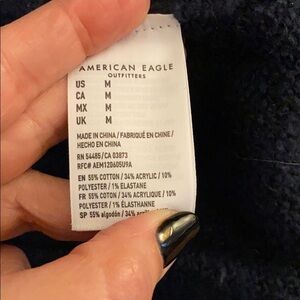 AMERICAN EAGLE
OUTFITTERS
US M
CA M
MX M
UK M
MADE IN CHINA / FABRIQUÉ EN CHINE /
HECHO EN CHINA
RN 54485/CA 03873
RFC# AEM120605U9A
EN 55% COTTON / 34% ACRYLIC / 10%
POLYESTER / 1% ELASTANE
FR 55% COTON / 34% ACRYLIQUE / 10%
POLYESTER / 1% ÉLASTHANNE
SP 55% algodón / 34%